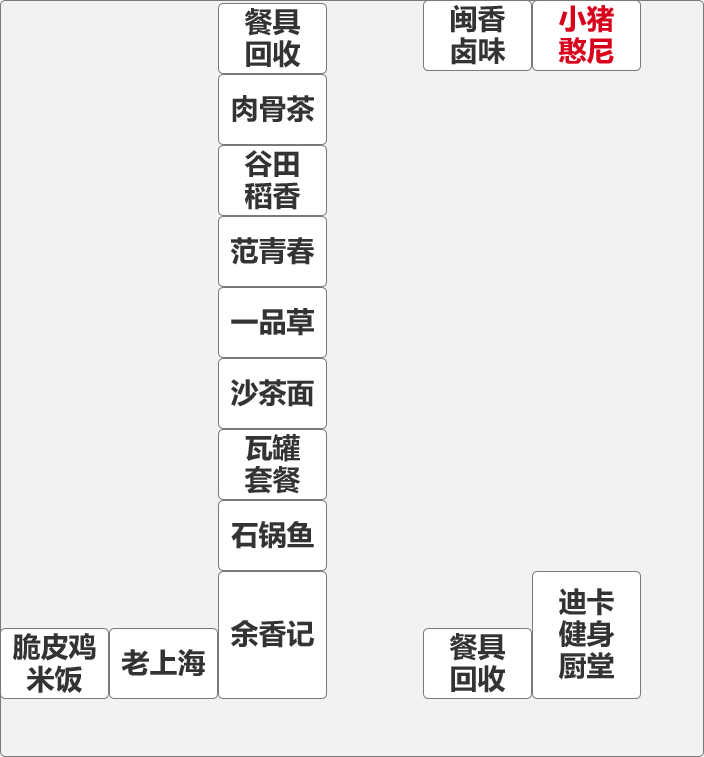 餐具
回收
闽香
卤味
小猪
憨尼
肉骨茶
谷田
稻香
范青春
一品草
沙茶面
瓦罐
套餐
石锅鱼
余香记
迪卡
健身
厨堂
脆皮鸡
米饭
老上海
餐具
回收